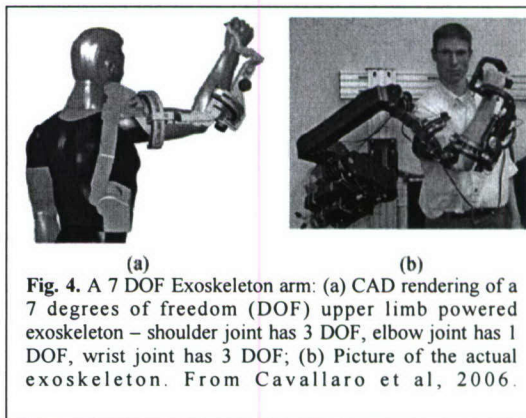 (a) (b)
Fig. 4. A 7 DOF Exoskeleton arm: (a) CAD rendering of a
7 degrees of freedom (DOF) upper limb powered
exoskeleton – shoulder joint has 3 DOF, elbow joint has 1
DOF, wrist joint has 3 DOF; (b) Picture of the actual
exoskeleton. From Cavallaro et al, 2006.